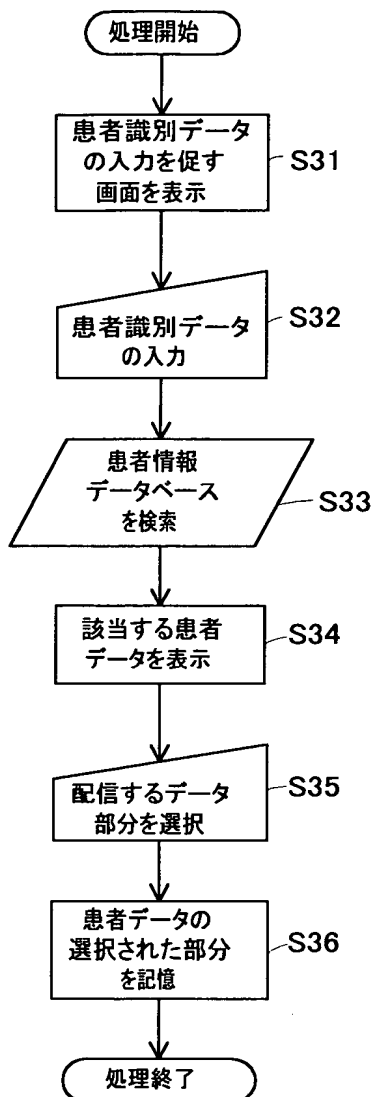 処理開始
患者識別データ
の入力を促す
画面を表示
S31
患者識別データ
の入力
S32
患者情報
データベース
を検索
S33
該当する患者
データを表示
S34
配信するデータ
部分を選択
S35
患者データの
選択された部分
を記憶
S36
処理終了